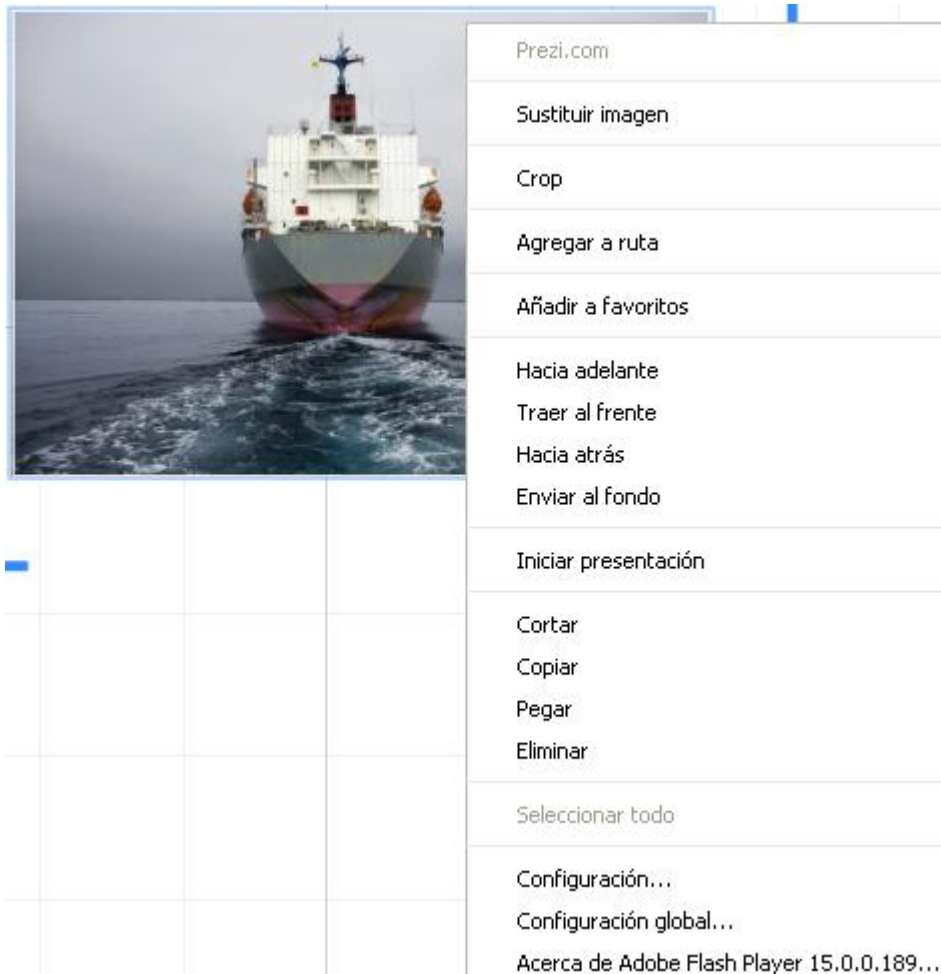 Prezi.com
Sustituir imagen
Crop
Agregar a ruta
Añadir a favoritos
Hacia adelante
Traer al frente
Hacia atrás
Enviar al fondo
Iniciar presentación
Cortar
Copiar
Pegar
Eliminar
Seleccionar todo
Configuración...
Configuración global...
Acerca de Adobe Flash Player 15.0.0.189...